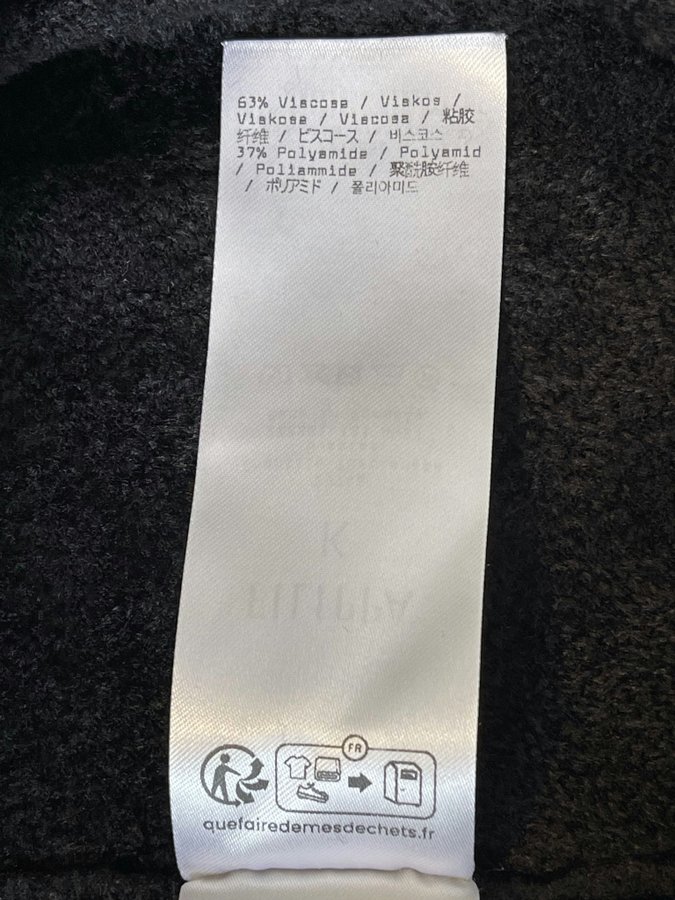 63% Viscose / Viskos /
Viskose / Viscosa / 粘胶
纤维 / ビスコース / 비스코스
37% Polyamide / Polyamid
/ Poliammide / 聚酰胺纤维
/ ポリアミド / 폴리아미드
FR
quefairedemesdechets.fr